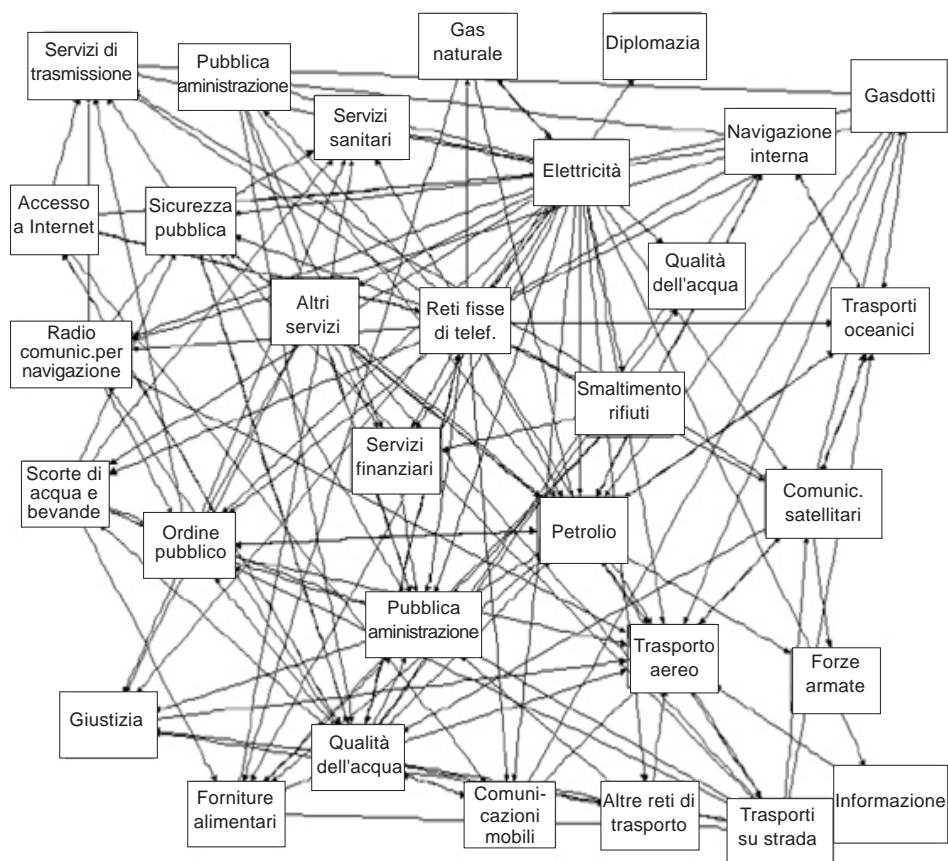 Servizi di
trasmissione
Pubblica
aministrazione
Gas
naturale
Diplomazia
Gasdotti
Servizi
sanitari
Elettricità
Navigazione
interna
Accesso
a Internet
Sicurezza
pubblica
Qualità
dell'acqua
Altri
servizi
Reti fisse
di telef.
Trasporti
oceanici
Radio
comunic.per
navigazione
Smaltimento
rifiuti
Servizi
finanziari
Scorte di
acqua e
bevande
Ordine
pubblico
Petrolio
Comunic.
satellitari
Pubblica
aministrazione
Trasporto
aereo
Forze
armate
Giustizia
Qualità
dell'acqua
Forniture
alimentari
Comuni-
cazioni
mobili
Altre reti di
trasporto
Trasporti
su strada
Informazione